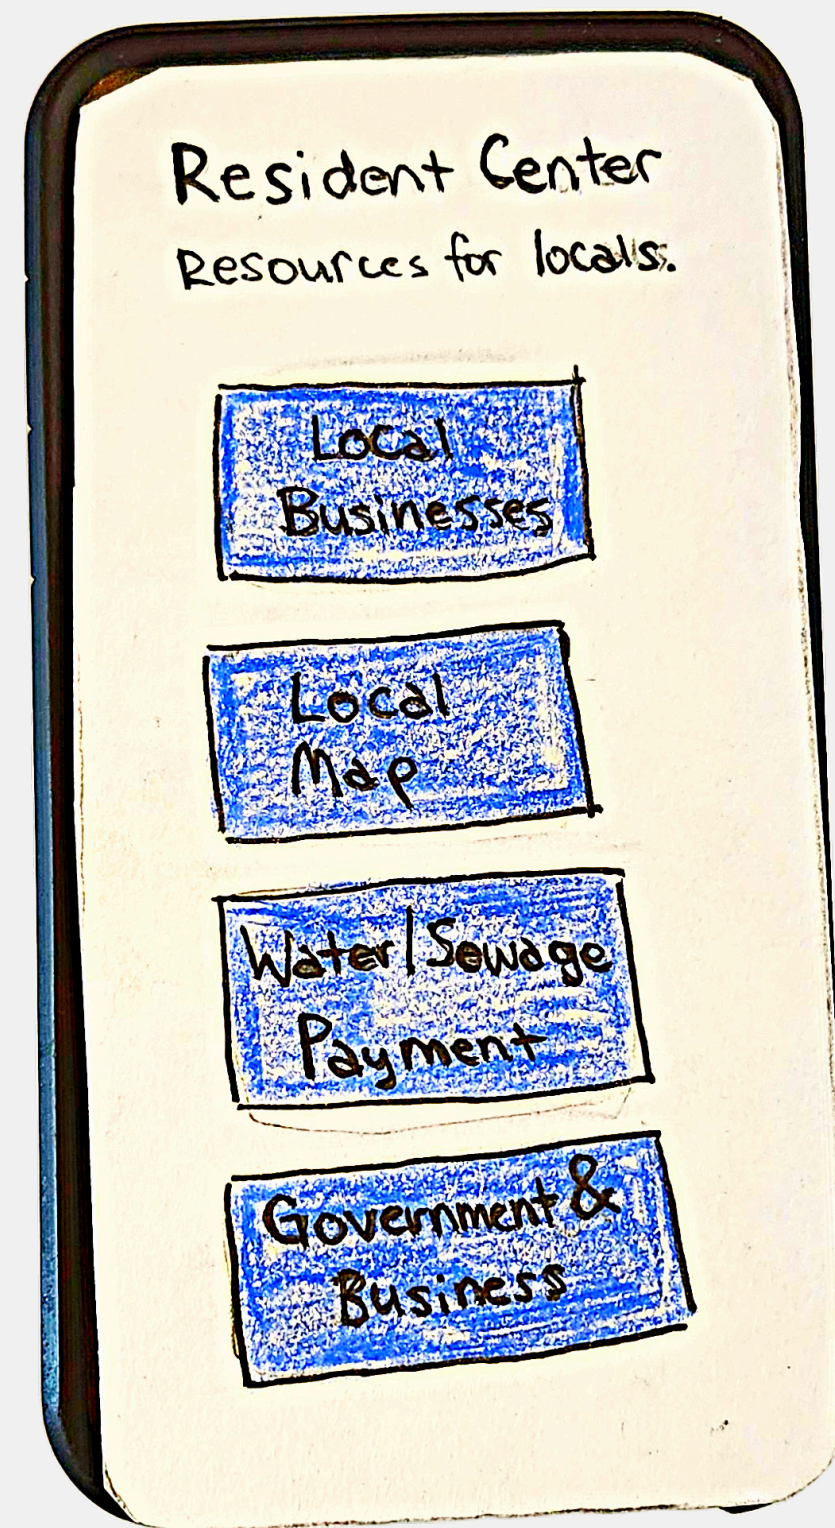 Resident Center
Resources for locals.
Local
Businesses
Local
Map
Water/Sewage
Payment
Government &
Business